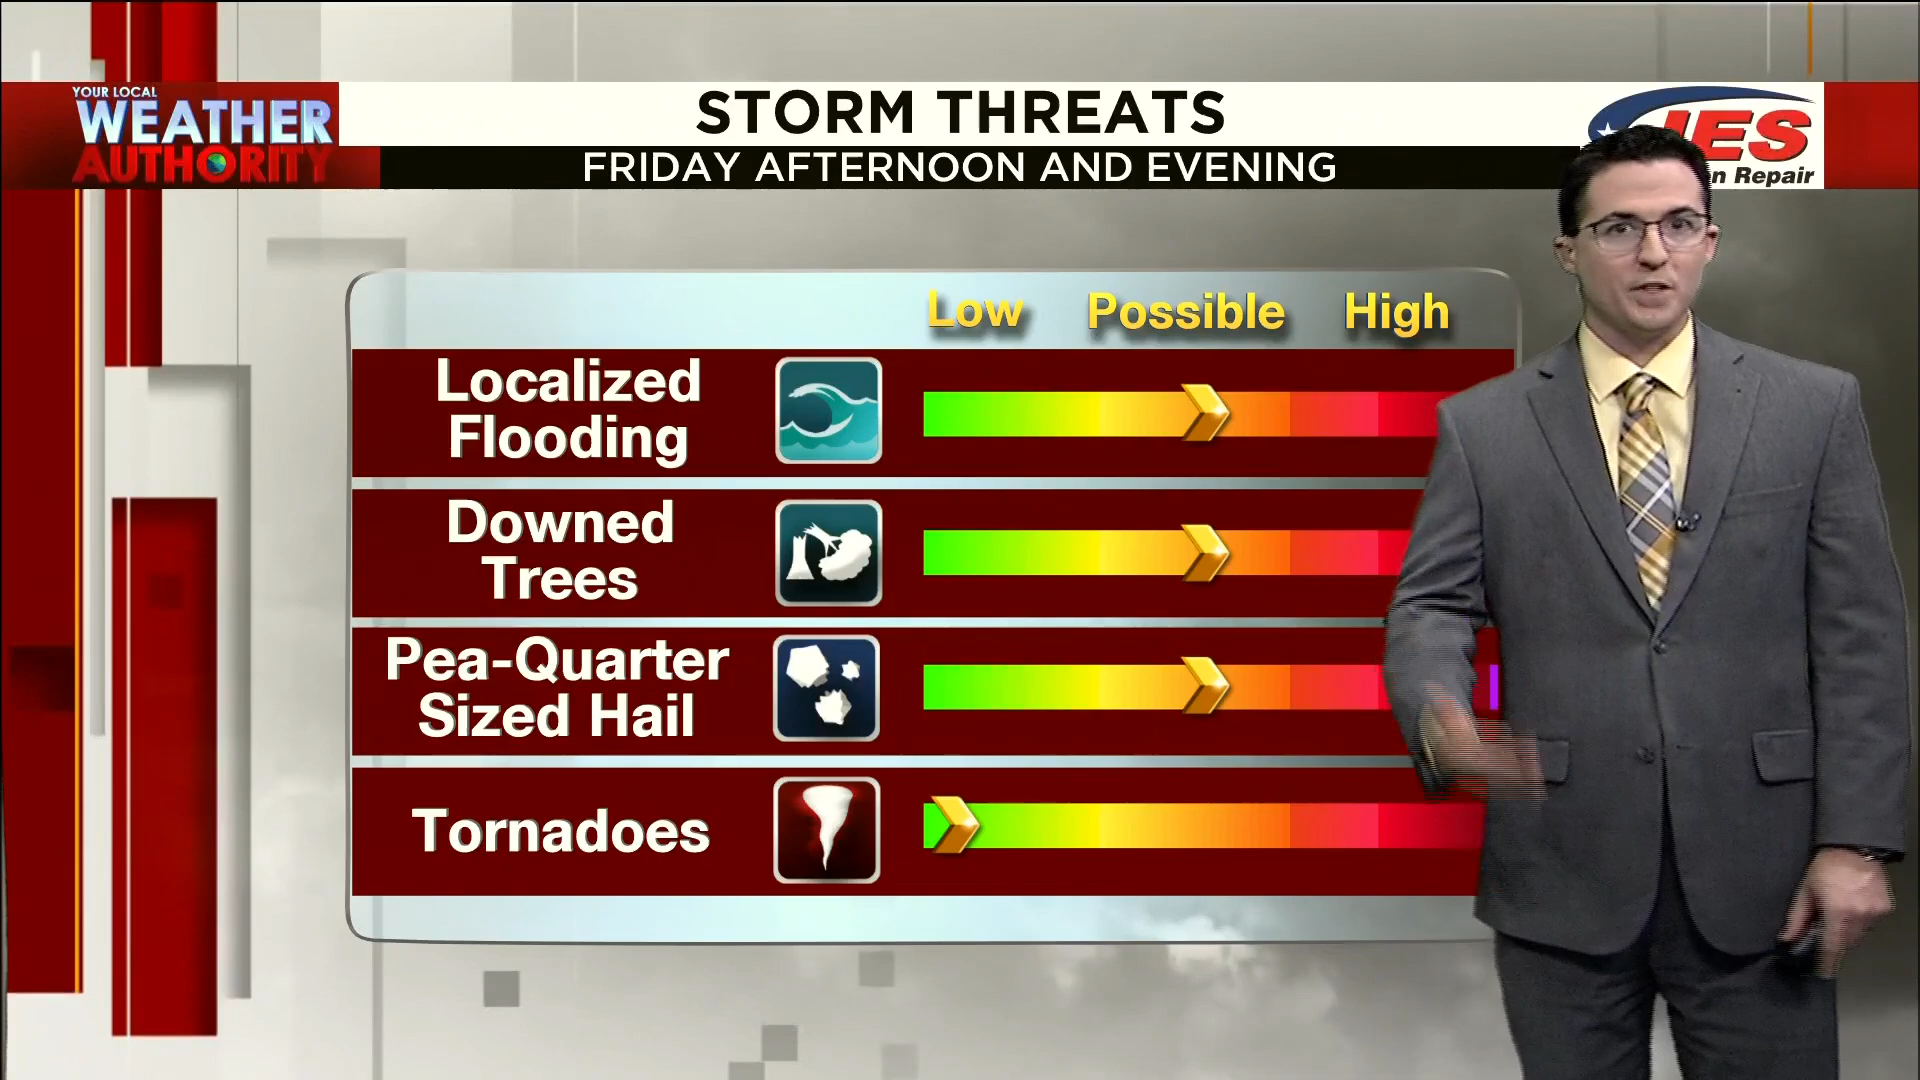 YOUR LOCAL
WEATHER
AUTHORITY
STORM THREATS
FRIDAY AFTERNOON AND EVENING
IES
Repair
Low Possible High
Localized
Flooding
Downed
Trees
Pea-Quarter
Sized Hail
Tornadoes